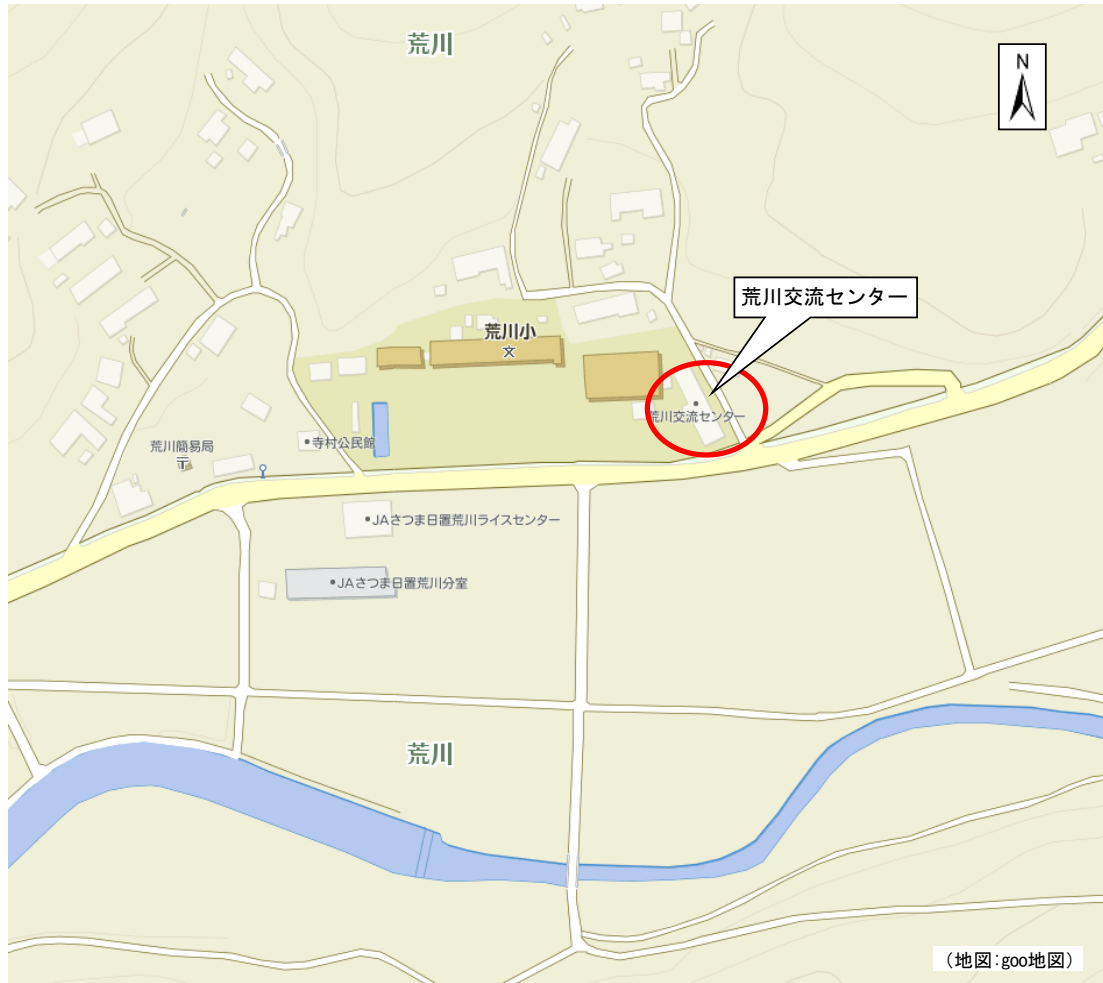 荒川
N
荒川交流センター
荒川小
文
荒川交流センター
寺村公民館
荒川簡易局
〒
JAさつま日置荒川ライスセンター
JAさつま日置荒川分室
荒川
（地図：goo地図）